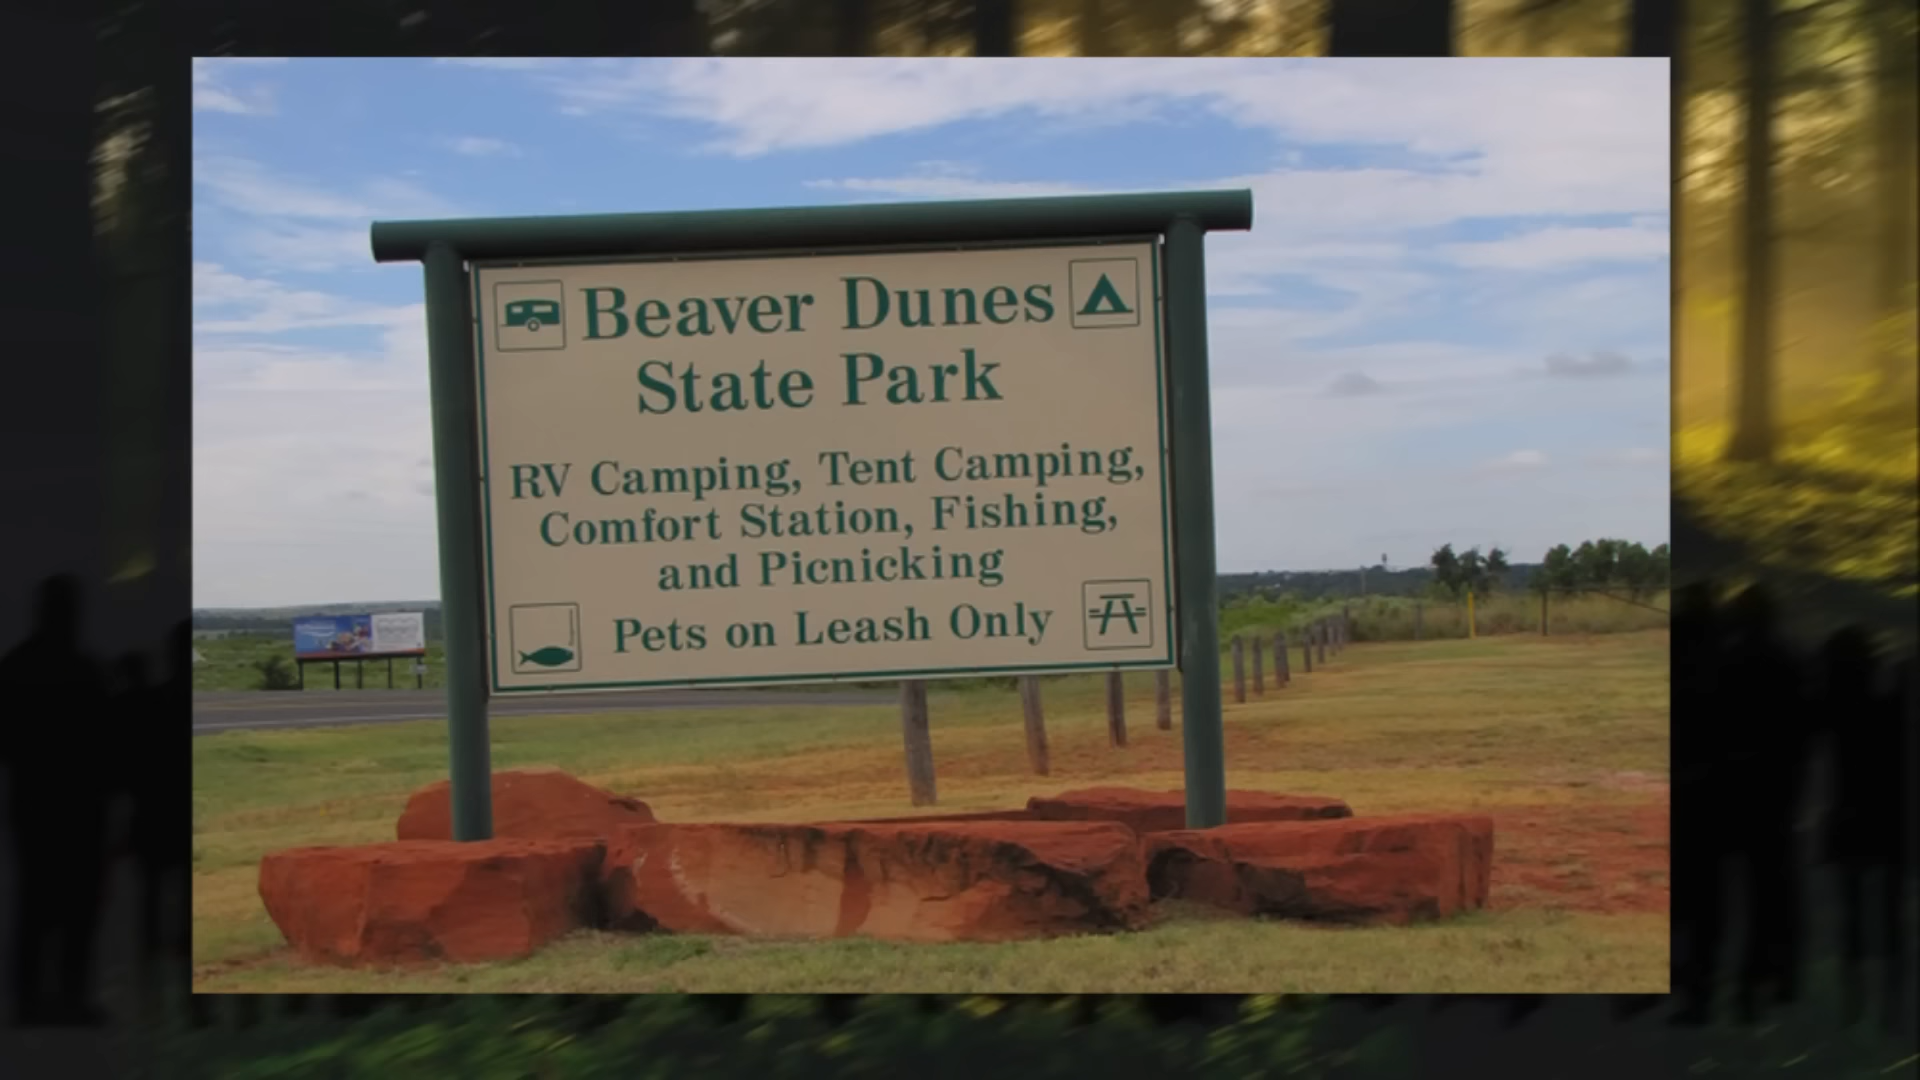 Beaver Dunes
State Park
RV Camping, Tent Camping,
Comfort Station, Fishing,
and Picnicking
Pets on Leash Only